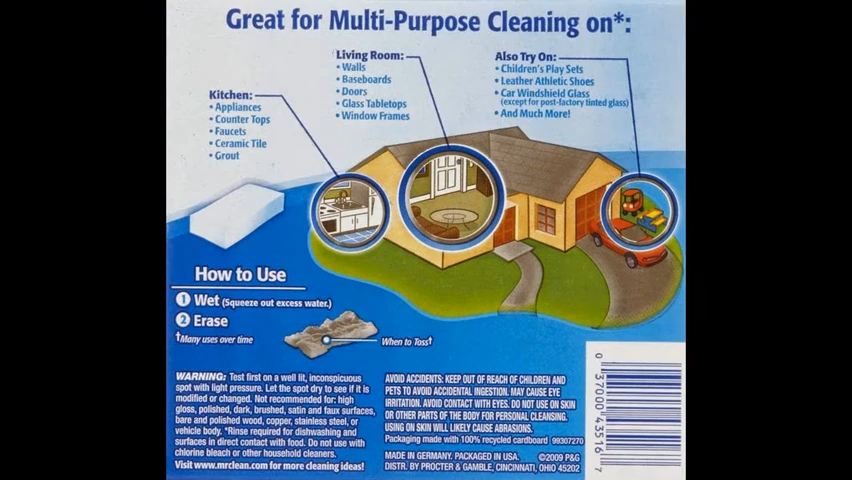 Great for Multi-Purpose Cleaning on*:
Kitchen:
• Appliances
• Counter Tops
• Faucets
• Ceramic Tile
• Grout
Living Room:
• Walls
• Baseboards
• Doors
• Glass Tabletops
• Window Frames
Also Try On:
• Children's Play Sets
• Leather Athletic Shoes
• Car Windshield Glass
(except for post-factory tinted glass)
• And Much More!
How to Use
1 Wet (Squeeze out excess water.)
2 Erase
†Many uses over time
When to Toss†
WARNING: Test first on a well lit, inconspicuous
spot with light pressure. Let the spot dry to see if it is
modified or changed. Not recommended for: high
gloss, polished, dark, brushed, satin and faux surfaces,
bare and polished wood, copper, stainless steel, or
vehicle body. *Rinse required for dishwashing and
surfaces in direct contact with food. Do not use with
chlorine bleach or other household cleaners.
Visit www.mrclean.com for more cleaning ideas!
AVOID ACCIDENTS: KEEP OUT OF REACH OF CHILDREN AND
PETS TO AVOID ACCIDENTAL INGESTION. MAY CAUSE EYE
IRRITATION. AVOID CONTACT WITH EYES. DO NOT USE ON SKIN
OR OTHER PARTS OF THE BODY FOR PERSONAL CLEANSING.
USING ON SKIN WILL LIKELY CAUSE ABRASIONS.
Packaging made with 100% recycled cardboard 99307270
MADE IN GERMANY. PACKAGED IN USA. ©2009 P&G
DISTR. BY PROCTER & GAMBLE, CINCINNATI, OHIO 45202
0 37000 43516 7